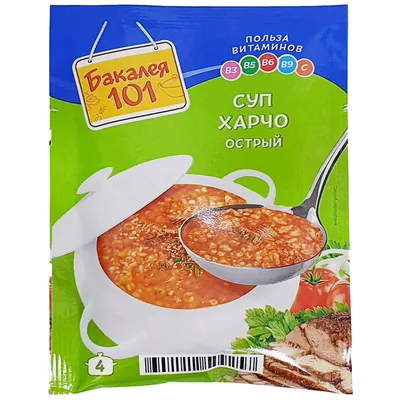 Бакалея
101
ПОЛЬЗА
ВИТАМИНОВ
B3 B5 B6 B9 C
СУП
ХАРЧО
ОСТРЫЙ
4